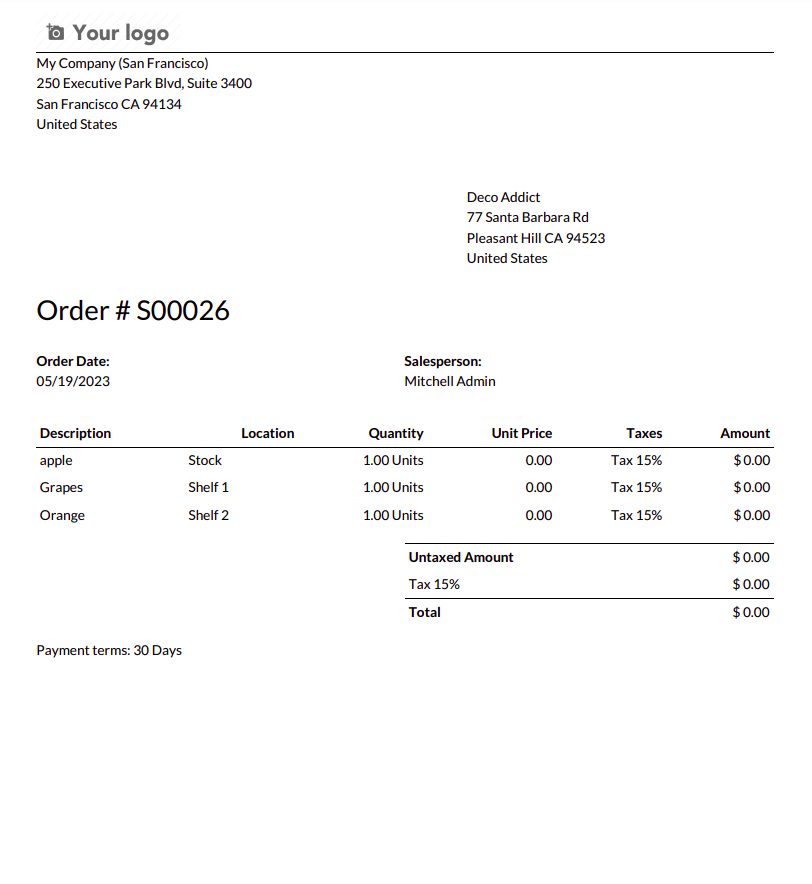 Your logo
My Company (San Francisco)
250 Executive Park Blvd, Suite 3400
San Francisco CA 94134
United States
Deco Addict
77 Santa Barbara Rd
Pleasant Hill CA 94523
United States
Order # S00026
Order Date: Salesperson:
05/19/2023 Mitchell Admin
Description Location Quantity Unit Price Taxes Amount
apple Stock 1.00 Units 0.00 Tax 15% $ 0.00
Grapes Shelf 1 1.00 Units 0.00 Tax 15% $ 0.00
Orange Shelf 2 1.00 Units 0.00 Tax 15% $ 0.00
Untaxed Amount $ 0.00
Tax 15% $ 0.00
Total $ 0.00
Payment terms: 30 Days